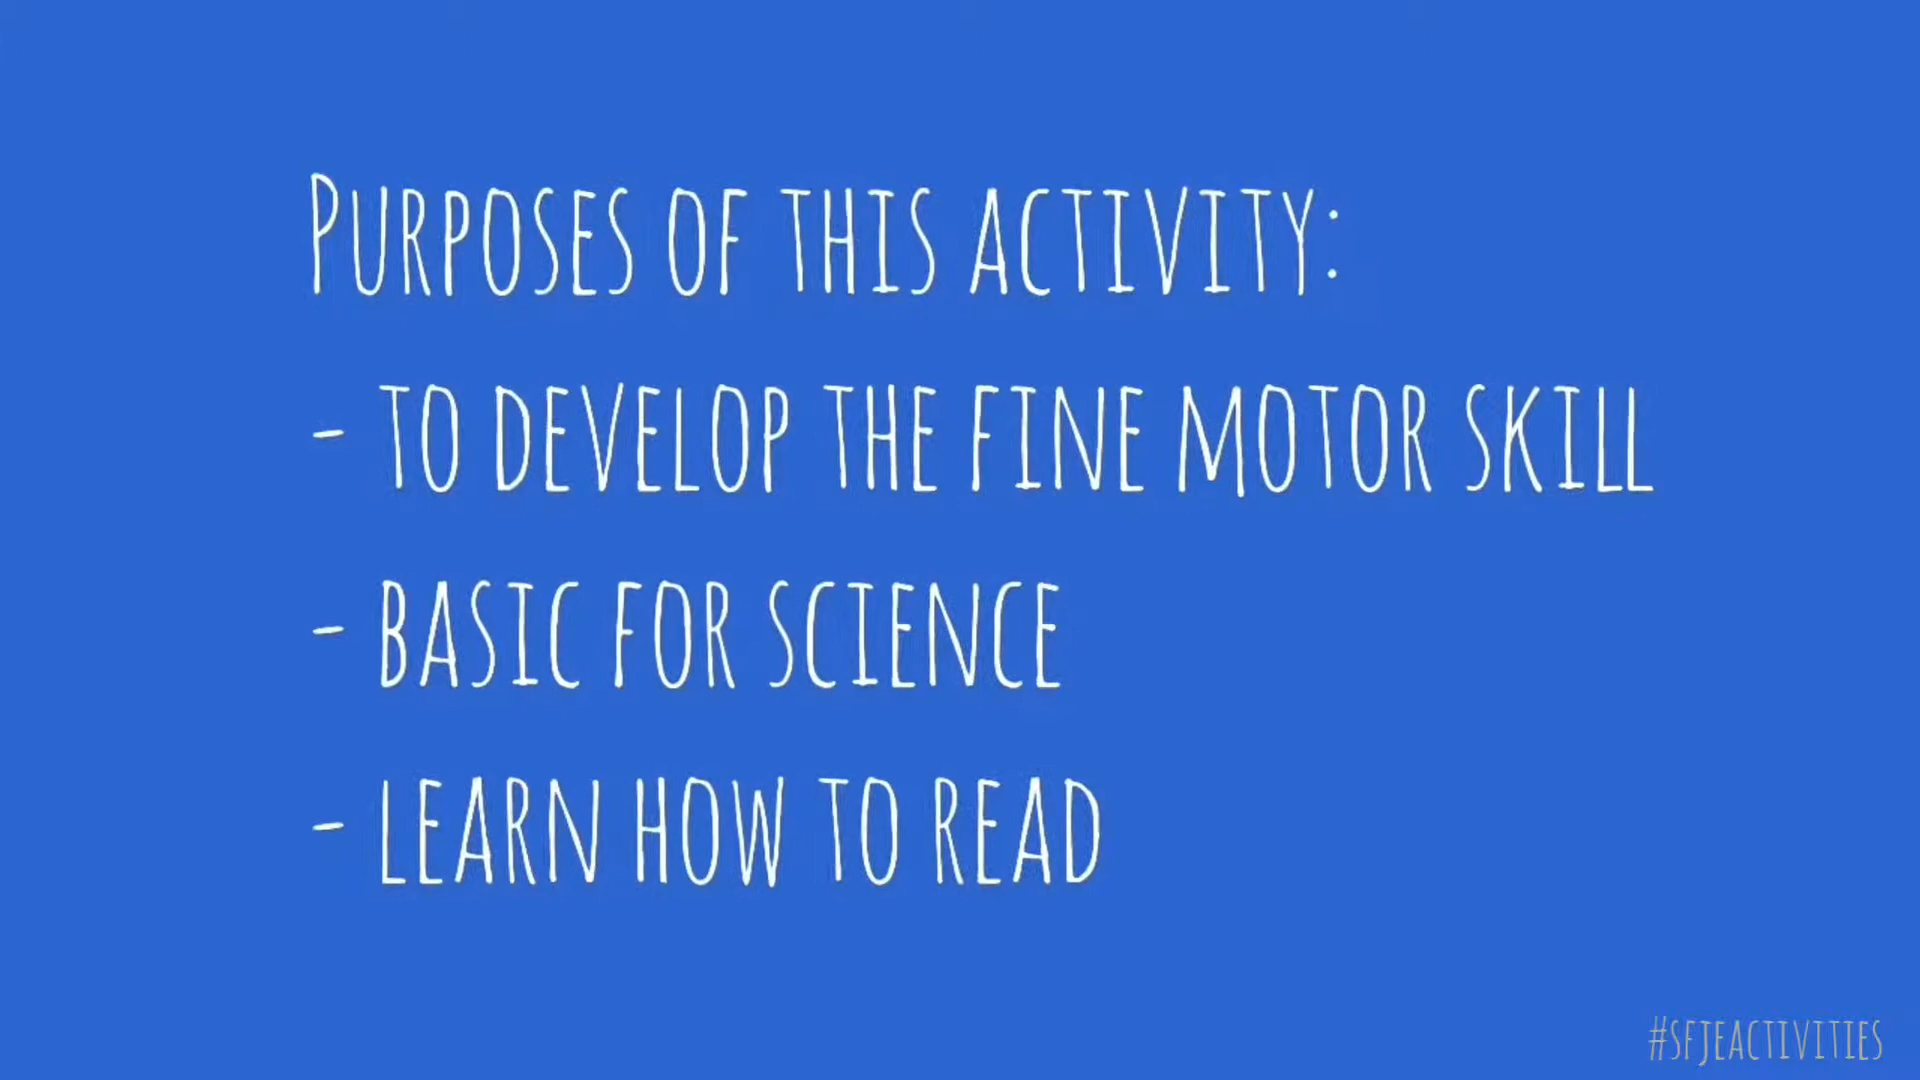 Purposes of this activity:
- to develop the fine motor skill
- basic for science
- learn how to read
#sfjeactivities